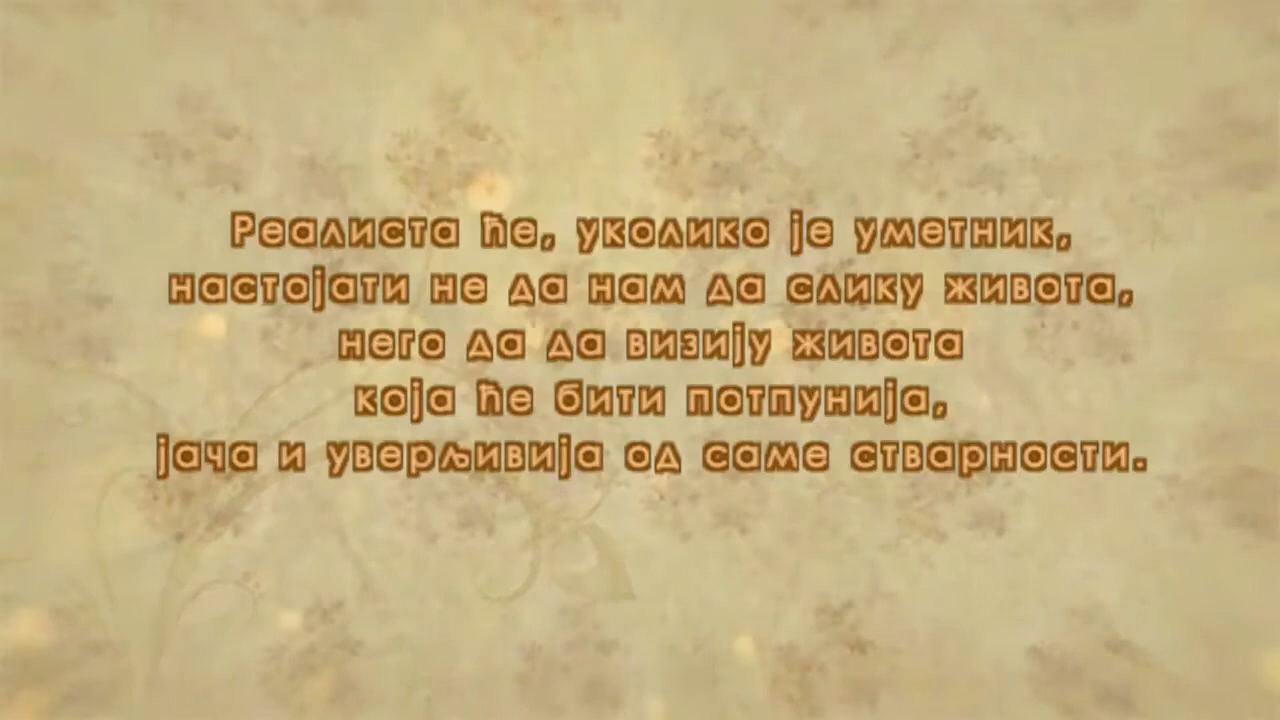 Реалиста ће, уколико је уметник,
настојати не да нам да слику живота,
него да да визију живота
која ће бити потпунија,
јача и уверљивија од саме стварности.